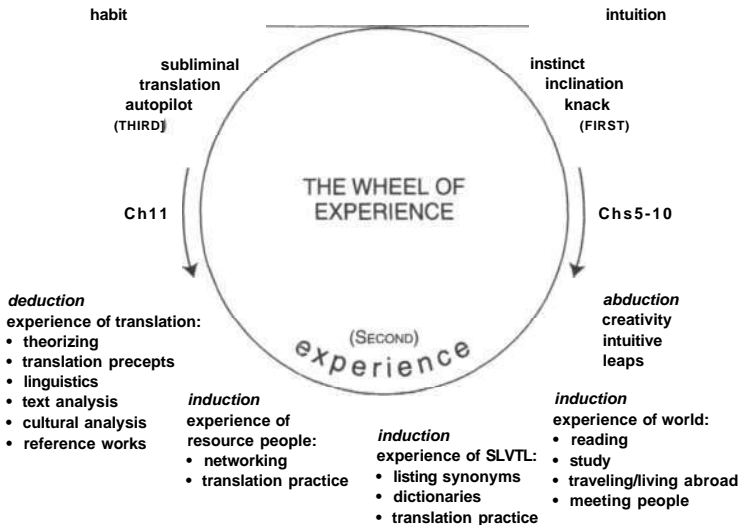 habit
intuition
subliminal
translation
autopilot
(THIRD]
instinct
inclination
knack
(FIRST)
THE WHEEL OF
EXPERIENCE
Ch11
Chs5-10
(SECOND)
experience
deduction
experience of translation:
• theorizing
• translation precepts
• linguistics
• text analysis
• cultural analysis
• reference works
induction
experience of
resource people:
• networking
• translation practice
induction
experience of SLVTL:
• listing synonyms
• dictionaries
• translation practice
abduction
creativity
intuitive
leaps
induction
experience of world:
• reading
• study
• traveling/living abroad
• meeting people